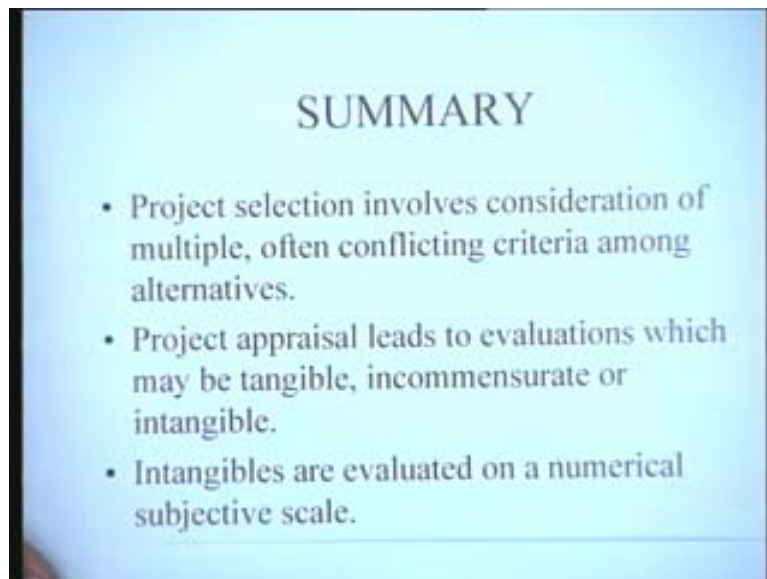 SUMMARY
• Project selection involves consideration of
multiple, often conflicting criteria among
alternatives.
• Project appraisal leads to evaluations which
may be tangible, incommensurate or
intangible.
• Intangibles are evaluated on a numerical
subjective scale.